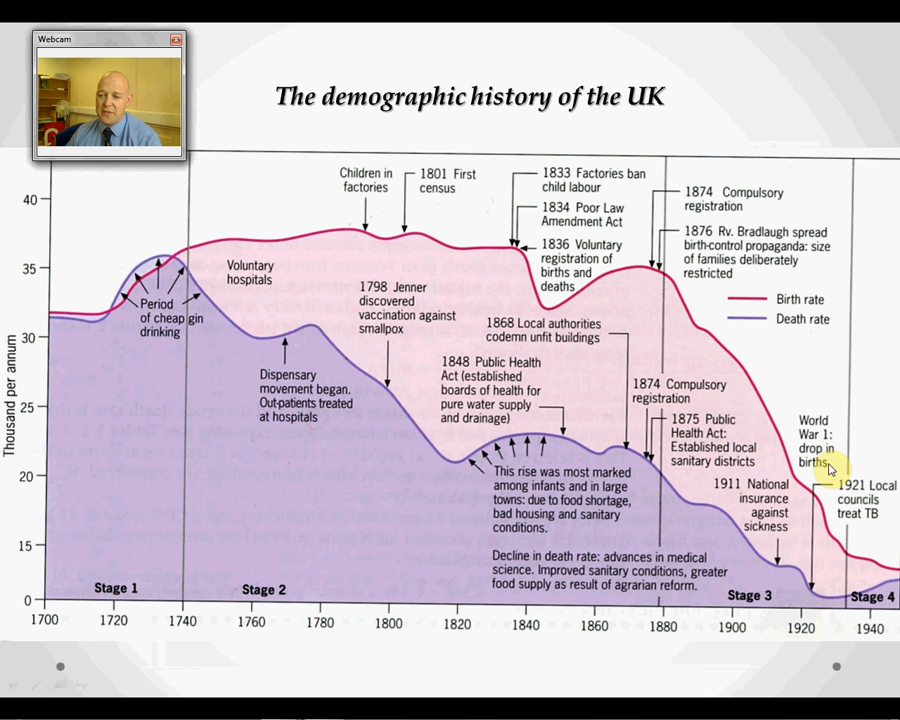 Webcam
The demographic history of the UK
Thousand per annum
40
35
30
25
20
15
0
Children in
factories
1801 First
census
1833 Factories ban
child labour
1834 Poor Law
Amendment Act
1836 Voluntary
registration of
births and
deaths
1874 Compulsory
registration
1876 Rv. Bradlaugh spread
birth-control propaganda: size
of families deliberately
restricted
Birth rate
Death rate
Voluntary
hospitals
Period
of cheap gin
drinking
1798 Jenner
discovered
vaccination against
smallpox
Dispensary
movement began.
Out-patients treated
at hospitals
1868 Local authorities
codemn unfit buildings
1848 Public Health
Act (established
boards of health for
pure water supply
and drainage)
1874 Compulsory
registration
1875 Public
Health Act:
Established local
sanitary districts
World
War 1:
drop in
births
This rise was most marked
among infants and in large
towns: due to food shortage,
bad housing and sanitary
conditions.
1911 National
insurance
against
sickness
1921 Local
councils
treat TB
Decline in death rate: advances in medical
science. Improved sanitary conditions, greater
food supply as result of agrarian reform.
Stage 1
Stage 2
Stage 3
Stage 4
1700 1720 1740 1760 1780 1800 1820 1840 1860 1880 1900 1920 1940